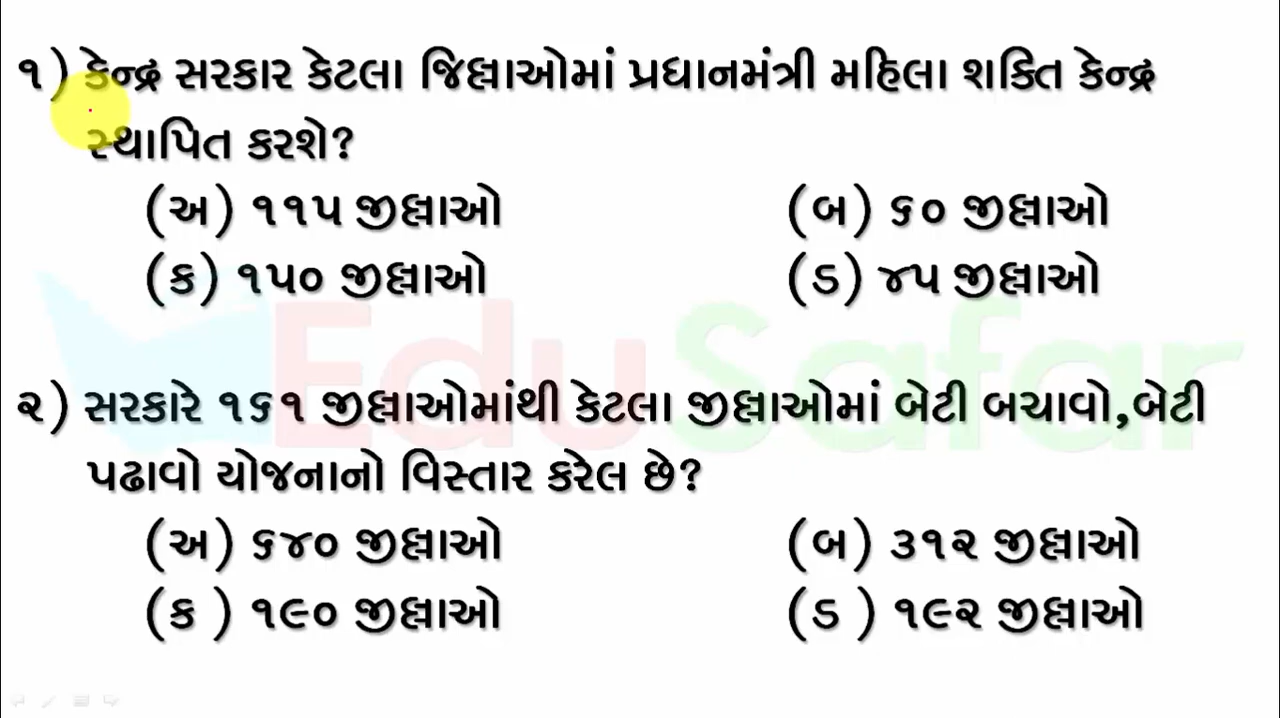 ૧) કેન્દ્ર સરકાર કેટલા જિલ્લાઓમાં પ્રધાનમંત્રી મહિલા શક્તિ કેન્દ્ર
સ્થાપિત કરશે?
(અ) ૧૧૫ જીલ્લાઓ (બ) ૬૦ જીલ્લાઓ
(ક) ૧૫૦ જીલ્લાઓ (ડ) ૪૫ જીલ્લાઓ
EduSafar
૨) સરકારે ૧૬૧ જીલ્લાઓમાંથી કેટલા જીલ્લાઓમાં બેટી બચાવો,બેટી
પઢાવો યોજનાનો વિસ્તાર કરેલ છે?
(અ) ૬૪૦ જીલ્લાઓ (બ) ૩૧૨ જીલ્લાઓ
(ક ) ૧૯૦ જીલ્લાઓ (ડ ) ૧૯૨ જીલ્લાઓ